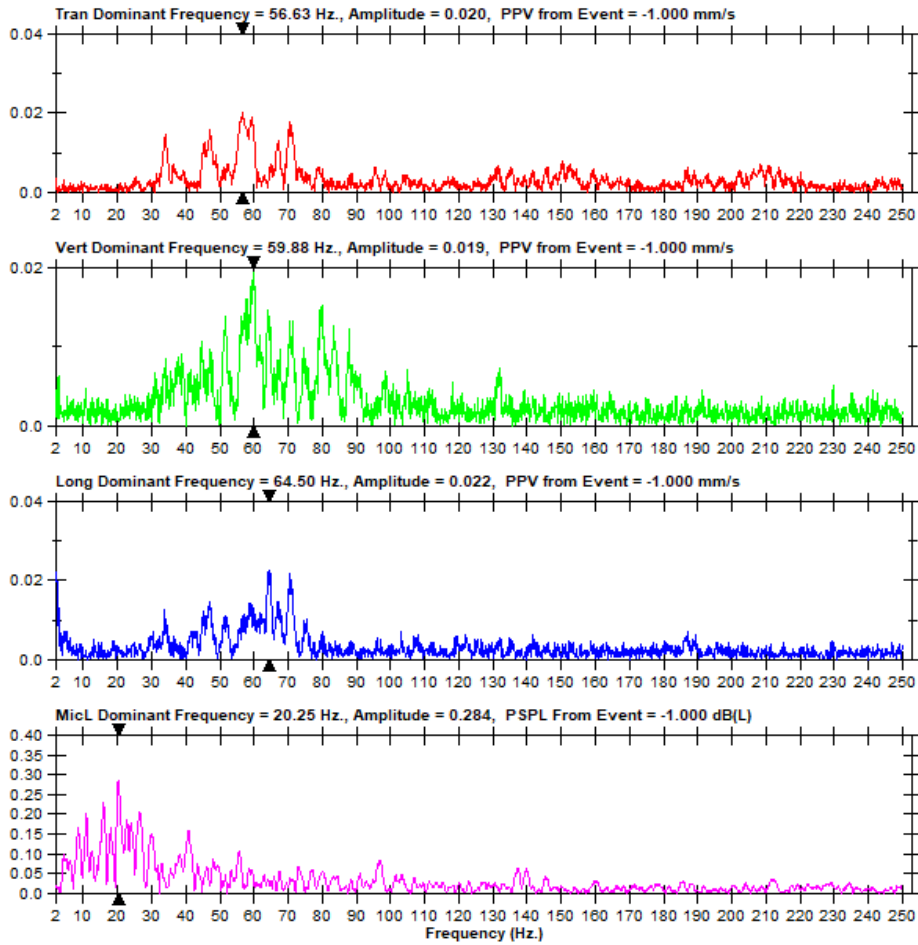 Tran Dominant Frequency = 56.63 Hz., Amplitude = 0.020, PPV from Event = -1.000 mm/s
0.04
0.02
0.0
2 10 20 30 40 50 60 70 80 90 100 110 120 130 140 150 160 170 180 190 200 210 220 230 240 250
Vert Dominant Frequency = 59.88 Hz., Amplitude = 0.019, PPV from Event = -1.000 mm/s
0.02
0.0
2 10 20 30 40 50 60 70 80 90 100 110 120 130 140 150 160 170 180 190 200 210 220 230 240 250
Long Dominant Frequency = 64.50 Hz., Amplitude = 0.022, PPV from Event = -1.000 mm/s
0.04
0.02
0.0
2 10 20 30 40 50 60 70 80 90 100 110 120 130 140 150 160 170 180 190 200 210 220 230 240 250
MicL Dominant Frequency = 20.25 Hz., Amplitude = 0.284, PSPL From Event = -1.000 dB(L)
0.40
0.35
0.30
0.25
0.20
0.15
0.10
0.05
0.0
2 10 20 30 40 50 60 70 80 90 100 110 120 130 140 150 160 170 180 190 200 210 220 230 240 250
Frequency (Hz.)